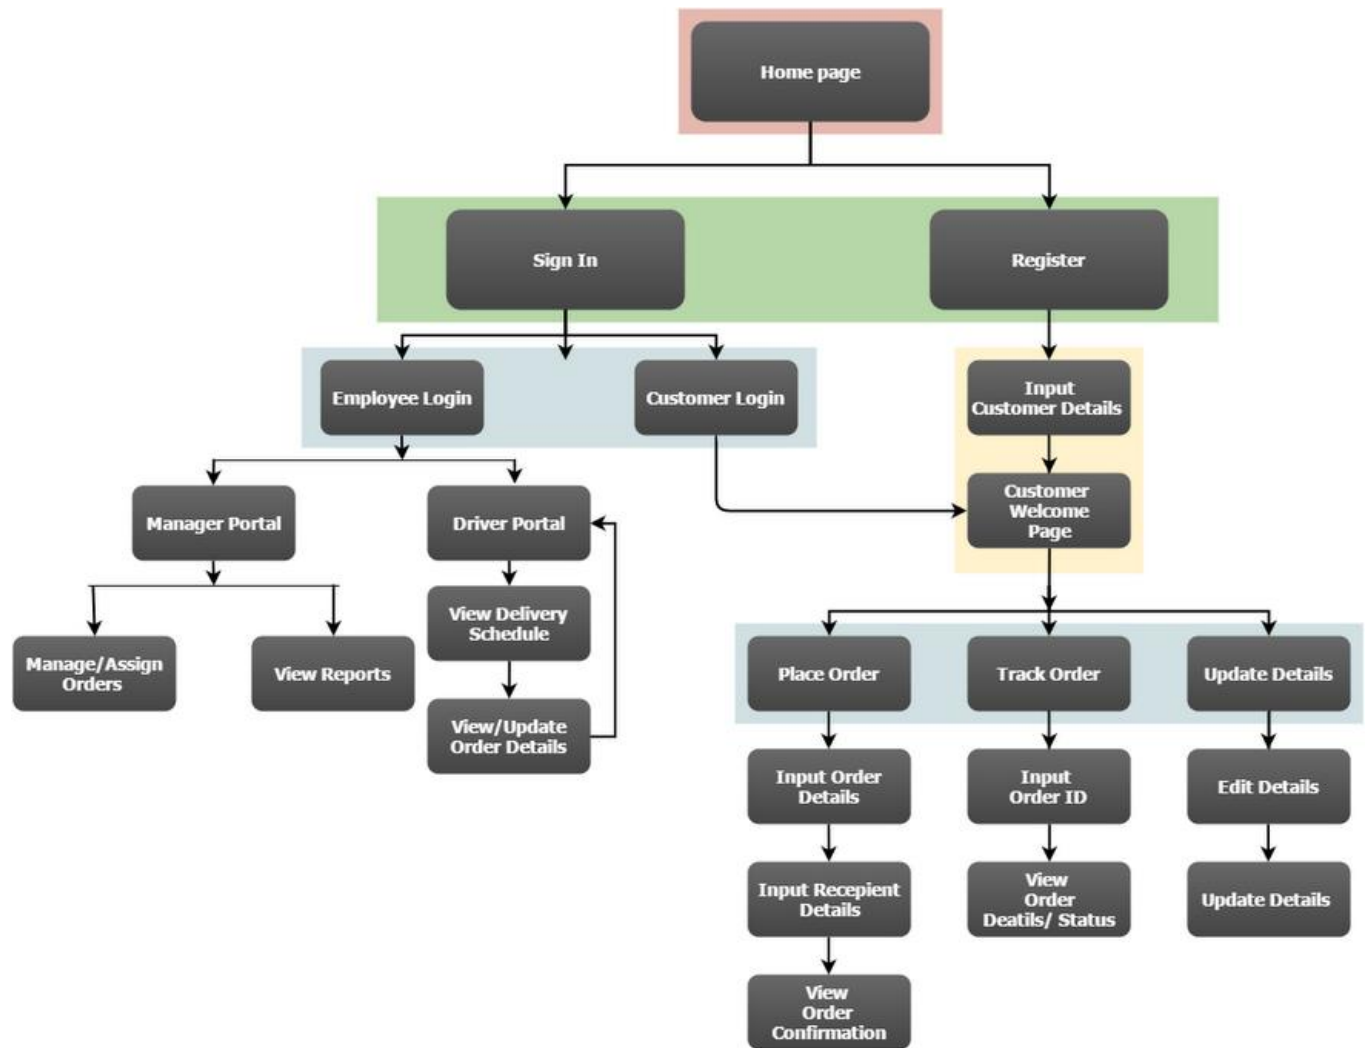 Home page
Sign In
Register
Employee Login
Customer Login
Input
Customer Details
Manager Portal
Driver Portal
Customer
Welcome
Page
View Delivery
Schedule
Manage/Assign
Orders
View Reports
Place Order
Track Order
Update Details
View/Update
Order Details
Input Order
Details
Input
Order ID
Edit Details
Input Recepient
Details
View
Order
Deatils/ Status
Update Details
View
Order
Confirmation